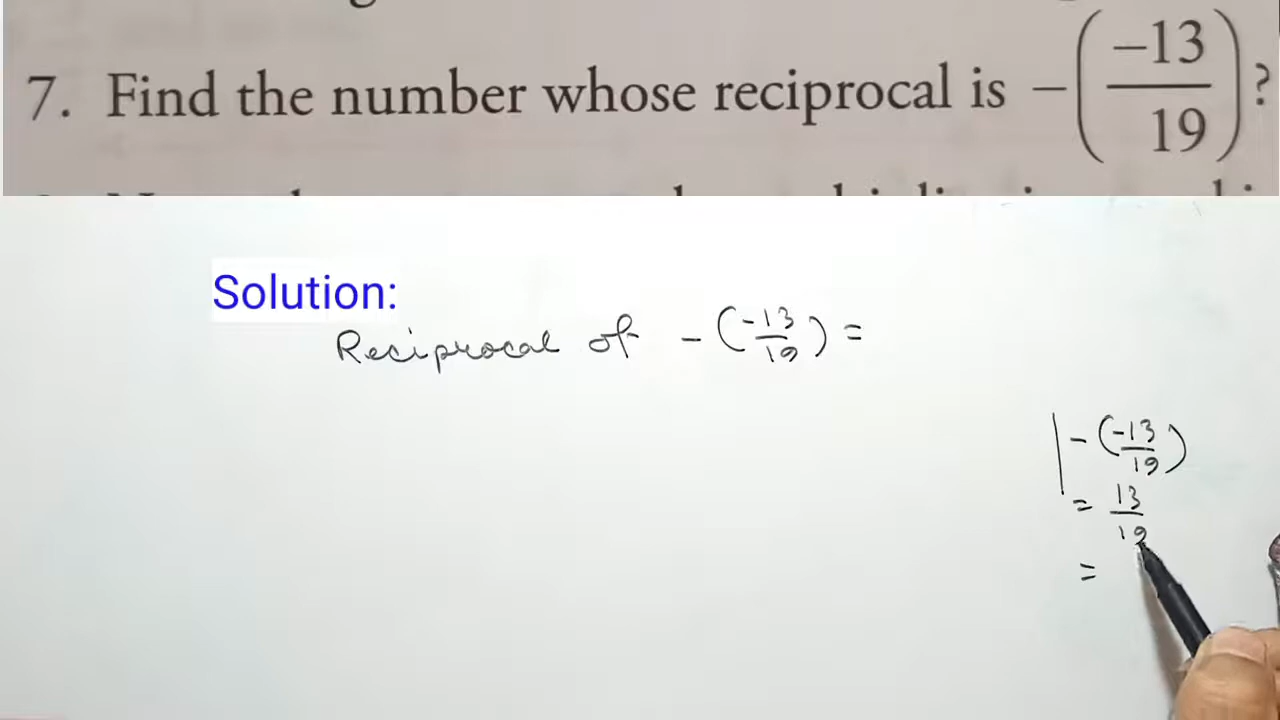 7. Find the number whose reciprocal is -(-13/19)?
Solution:
Reciprocal of -(-13/19) =
-(-13/19)
= 13/19
=